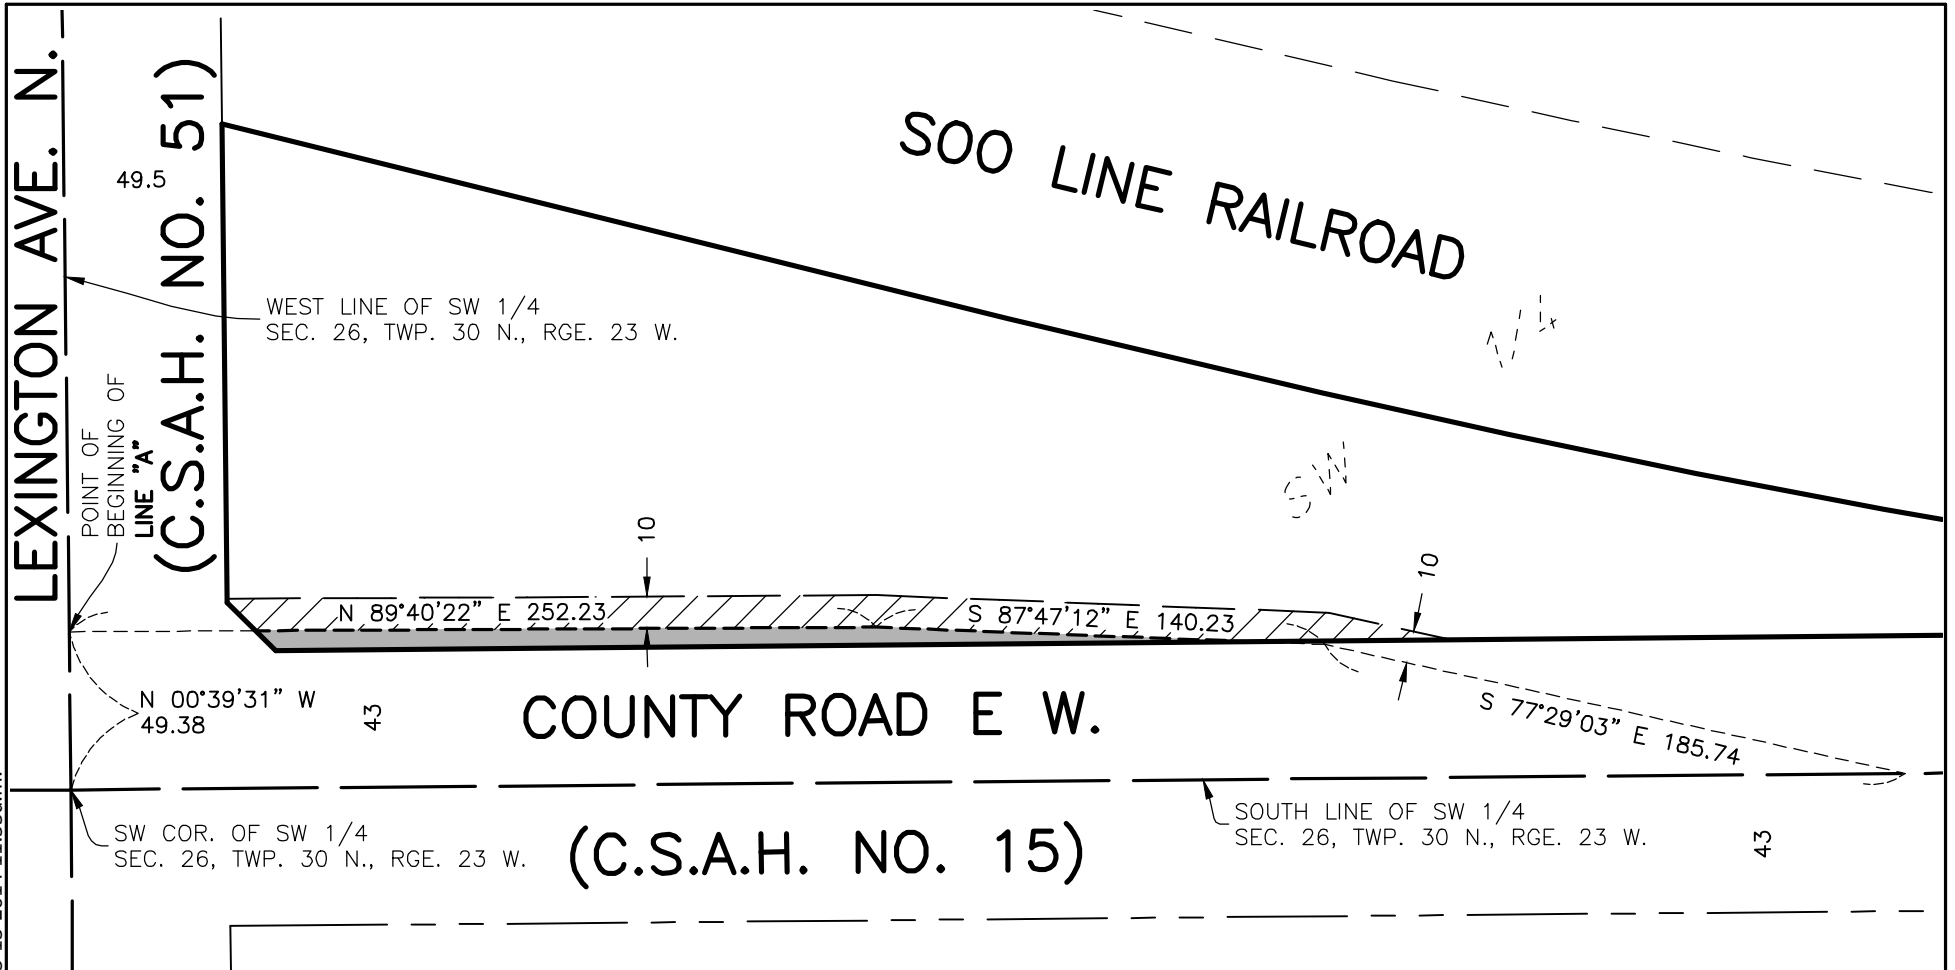 LEXINGTON AVE. N.
(C.S.A.H. NO. 51)
49.5
SOO LINE RAILROAD
WEST LINE OF SW 1/4
SEC. 26, TWP. 30 N., RGE. 23 W.
1/4
SW
POINT OF
BEGINNING OF
LINE "A"
10
10
N 89°40'22" E 252.23
S 87°47'12" E 140.23
N 00°39'31" W
49.38
43
COUNTY ROAD E W.
S 77°29'03" E 185.74
SW COR. OF SW 1/4
SEC. 26, TWP. 30 N., RGE. 23 W.
(C.S.A.H. NO. 15)
SOUTH LINE OF SW 1/4
SEC. 26, TWP. 30 N., RGE. 23 W.
43